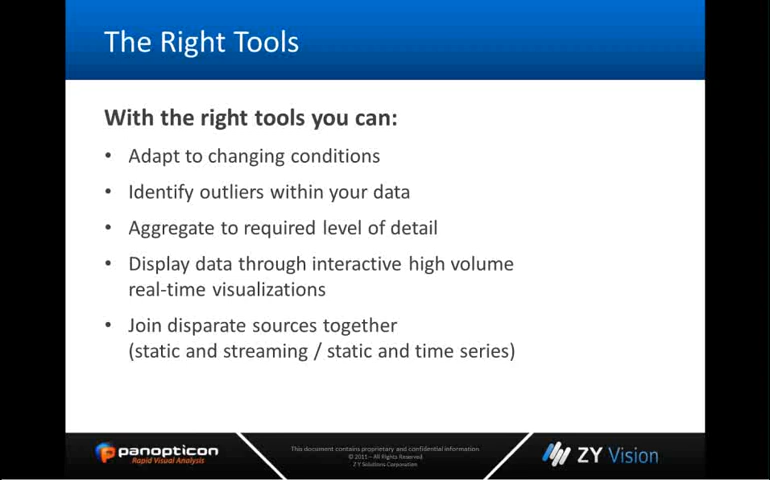 The Right Tools
With the right tools you can:
• Adapt to changing conditions
• Identify outliers within your data
• Aggregate to required level of detail
• Display data through interactive high volume
real-time visualizations
• Join disparate sources together
(static and streaming / static and time series)
panopticon
Rapid Visual Analysis
This document contains proprietary and confidential information.
© 2011 – All Rights Reserved
ZY Solutions Corporation
ZY Vision